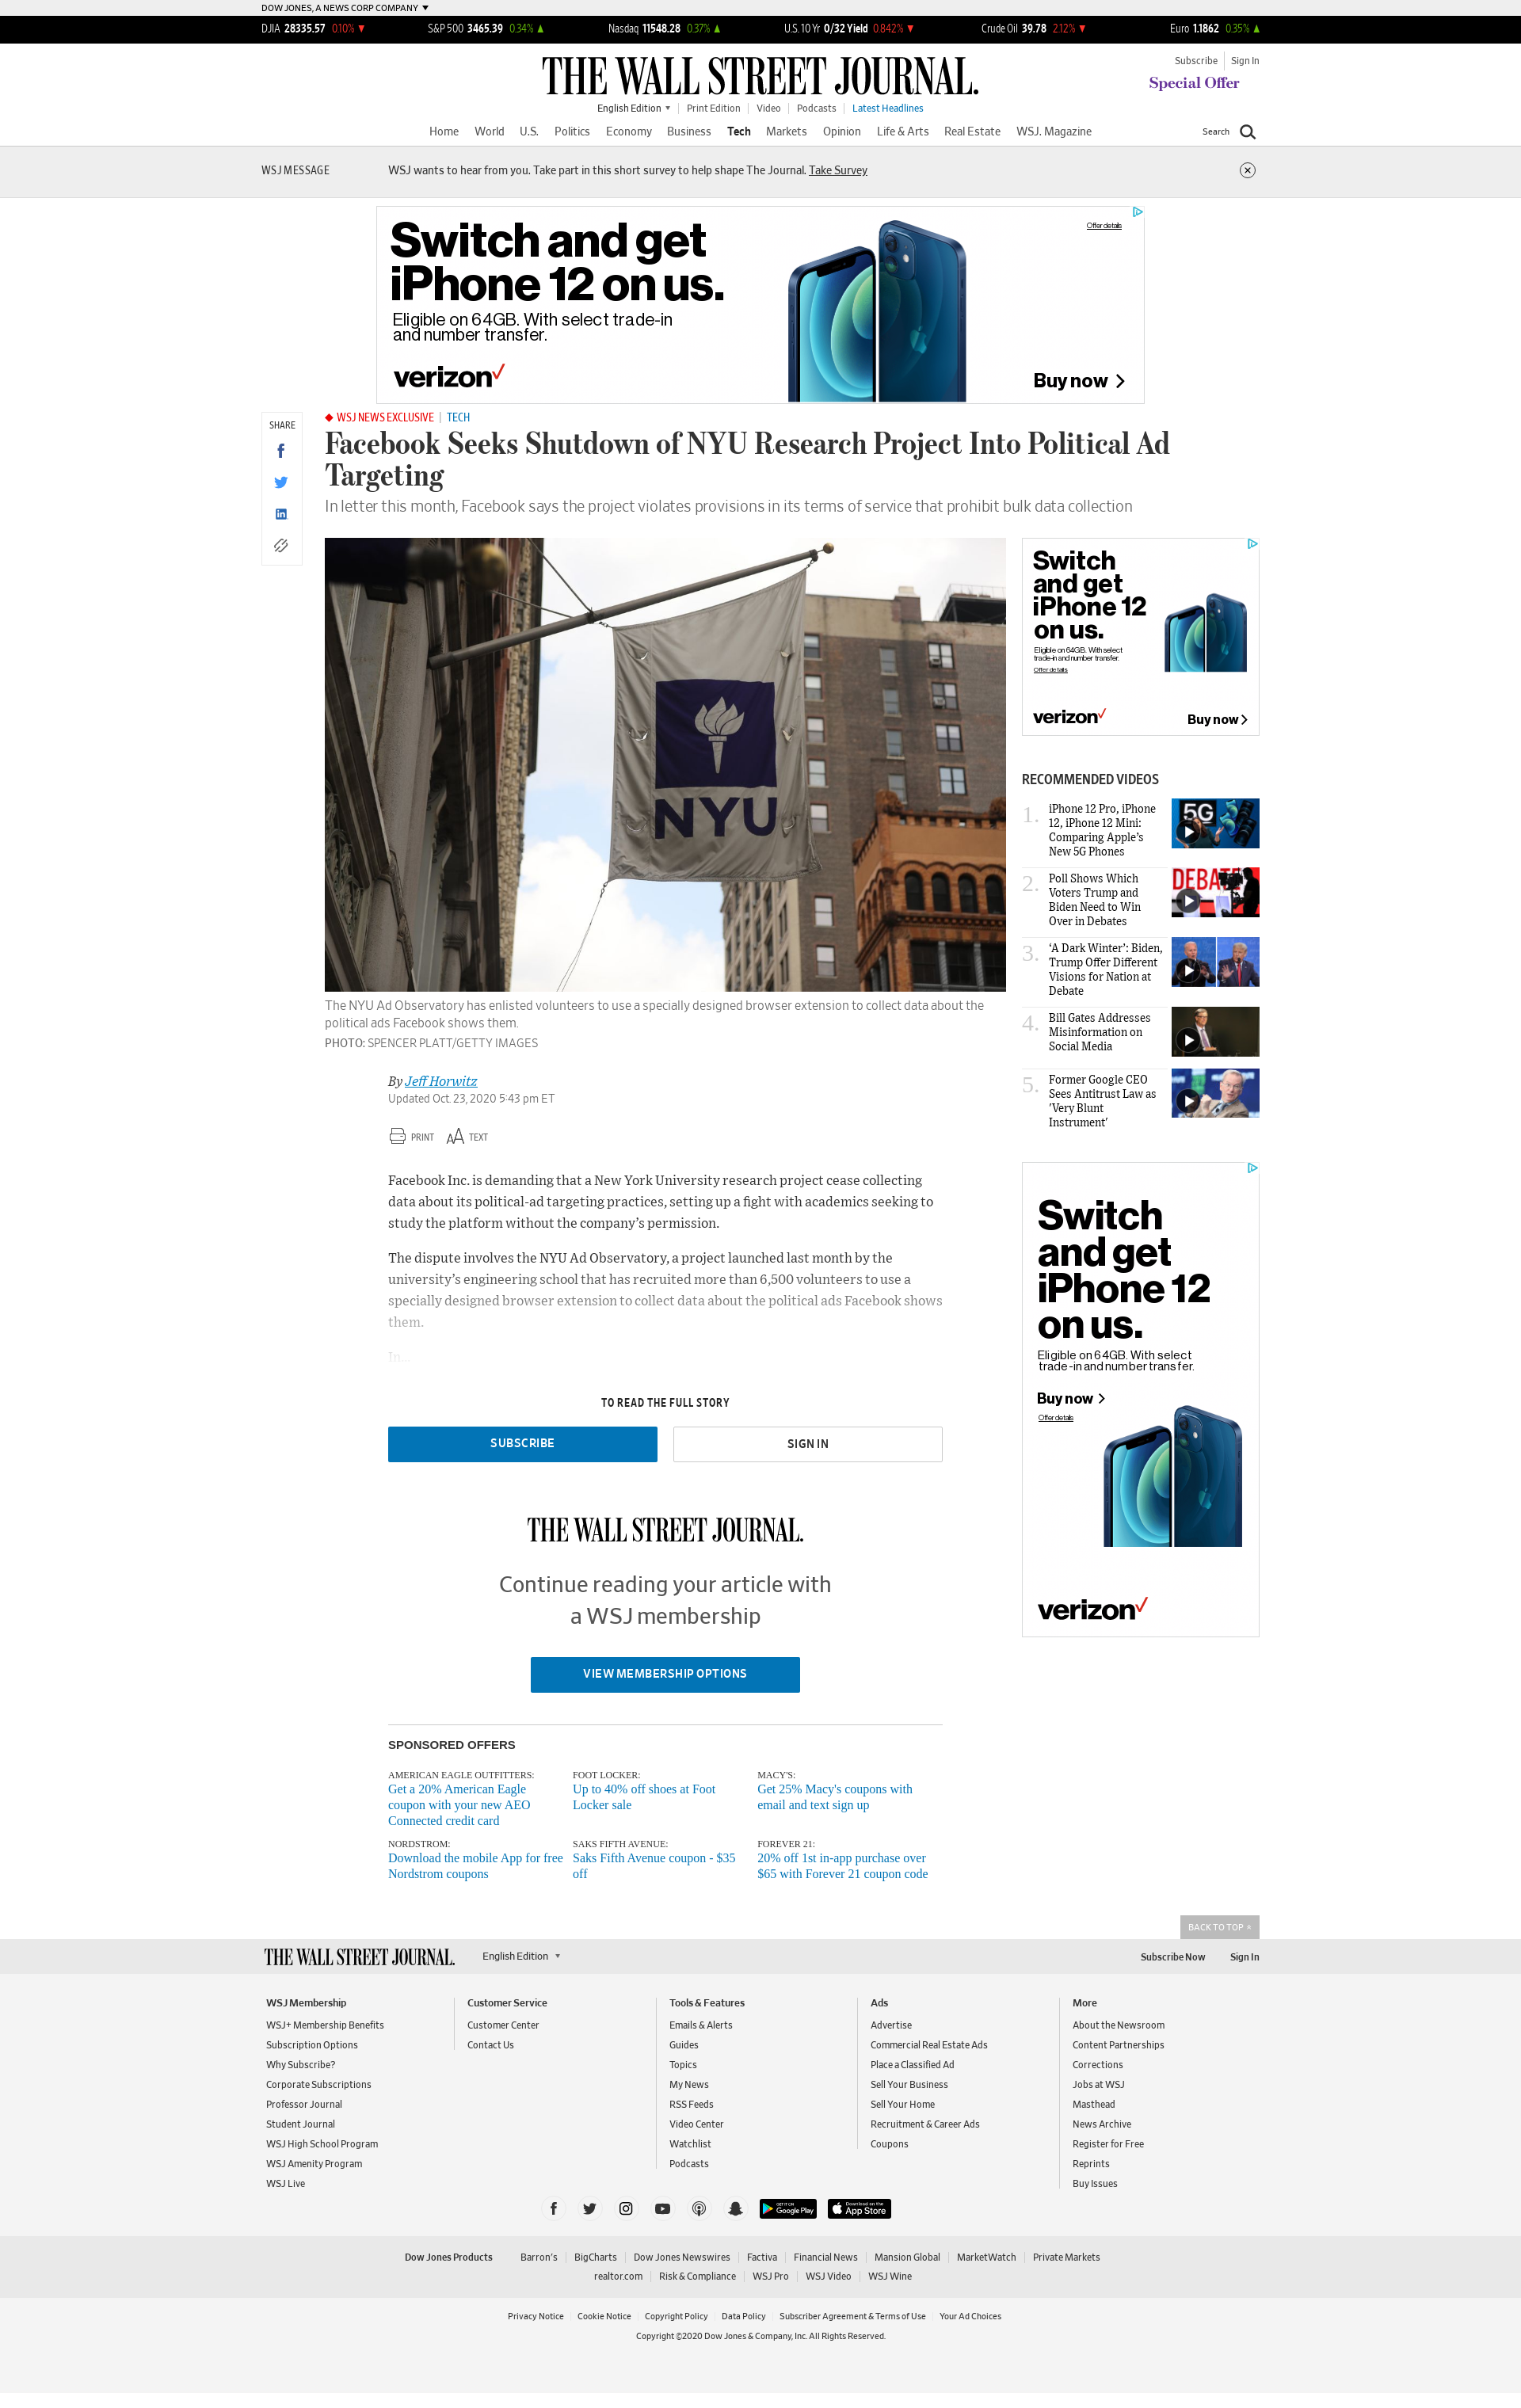 DOW JONES, A NEWS CORP COMPANY
DJIA 28335.57 0.10%
S&P 500 3465.39 0.34%
Nasdaq 11548.28 0.37%
U.S. 10 Yr 0/32 Yield 0.842%
Crude Oil 39.78 2.12%
Euro 1.1862 0.35%
THE WALL STREET JOURNAL.
Subscribe
Sign In
Special Offer
English Edition
Print Edition
Video
Podcasts
Latest Headlines
Home
World
U.S.
Politics
Economy
Business
Tech
Markets
Opinion
Life & Arts
Real Estate
WSJ. Magazine
Search
WSJ MESSAGE
WSJ wants to hear from you. Take part in this short survey to help shape The Journal. Take Survey
Switch and get
iPhone 12 on us.
Eligible on 64GB. With select trade-in
and number transfer.
verizon
Offer details
Buy now
SHARE
WSJ NEWS EXCLUSIVE | TECH
Facebook Seeks Shutdown of NYU Research Project Into Political Ad
Targeting
In letter this month, Facebook says the project violates provisions in its terms of service that prohibit bulk data collection
NYU
The NYU Ad Observatory has enlisted volunteers to use a specially designed browser extension to collect data about the
political ads Facebook shows them.
PHOTO: SPENCER PLATT/GETTY IMAGES
By Jeff Horwitz
Updated Oct. 23, 2020 5:43 pm ET
PRINT
TEXT
Facebook Inc. is demanding that a New York University research project cease collecting
data about its political-ad targeting practices, setting up a fight with academics seeking to
study the platform without the company's permission.
The dispute involves the NYU Ad Observatory, a project launched last month by the
university's engineering school that has recruited more than 6,500 volunteers to use a
specially designed browser extension to collect data about the political ads Facebook shows
them.
In...
TO READ THE FULL STORY
SUBSCRIBE
SIGN IN
THE WALL STREET JOURNAL.
Continue reading your article with
a WSJ membership
VIEW MEMBERSHIP OPTIONS
Switch
and get
iPhone 12
on us.
Eligible on 64GB. With select
trade-in and number transfer.
Offer details
verizon
Buy now
RECOMMENDED VIDEOS
1. iPhone 12 Pro, iPhone
12, iPhone 12 Mini:
Comparing Apple's
New 5G Phones
5G
2. Poll Shows Which
Voters Trump and
Biden Need to Win
Over in Debates
DEBATE
3. 'A Dark Winter': Biden,
Trump Offer Different
Visions for Nation at
Debate
4. Bill Gates Addresses
Misinformation on
Social Media
5. Former Google CEO
Sees Antitrust Law as
'Very Blunt
Instrument'
Switch
and get
iPhone 12
on us.
Eligible on 64GB. With select
trade-in and number transfer.
Buy now
Offer details
verizon
SPONSORED OFFERS
AMERICAN EAGLE OUTFITTERS:
Get a 20% American Eagle
coupon with your new AEO
Connected credit card
FOOT LOCKER:
Up to 40% off shoes at Foot
Locker sale
MACY'S:
Get 25% Macy's coupons with
email and text sign up
NORDSTROM:
Download the mobile App for free
Nordstrom coupons
SAKS FIFTH AVENUE:
Saks Fifth Avenue coupon - $35
off
FOREVER 21:
20% off 1st in-app purchase over
$65 with Forever 21 coupon code
BACK TO TOP «
THE WALL STREET JOURNAL.
English Edition
Subscribe Now
Sign In
WSJ Membership
WSJ+ Membership Benefits
Subscription Options
Why Subscribe?
Corporate Subscriptions
Professor Journal
Student Journal
WSJ High School Program
WSJ Amenity Program
WSJ Live
Customer Service
Customer Center
Contact Us
Tools & Features
Emails & Alerts
Guides
Topics
My News
RSS Feeds
Video Center
Watchlist
Podcasts
Ads
Advertise
Commercial Real Estate Ads
Place a Classified Ad
Sell Your Business
Sell Your Home
Recruitment & Career Ads
Coupons
More
About the Newsroom
Content Partnerships
Corrections
Jobs at WSJ
Masthead
News Archive
Register for Free
Reprints
Buy Issues
GET IT ON
Google Play
Download on the
App Store
Dow Jones Products
Barron's
BigCharts
Dow Jones Newswires
Factiva
Financial News
Mansion Global
MarketWatch
Private Markets
realtor.com
Risk & Compliance
WSJ Pro
WSJ Video
WSJ Wine
Privacy Notice
Cookie Notice
Copyright Policy
Data Policy
Subscriber Agreement & Terms of Use
Your Ad Choices
Copyright ©2020 Dow Jones & Company, Inc. All Rights Reserved.